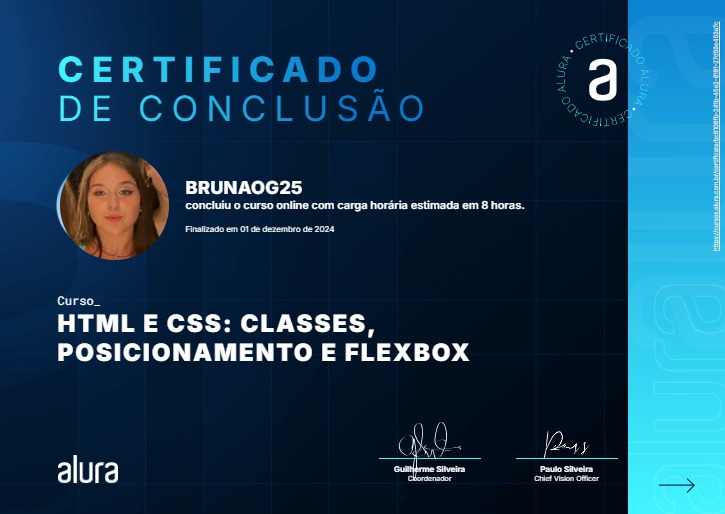 CERTIFICADO
DE CONCLUSÃO
CERTIFICADO ALURA • CERTIFICADO ALURA •
a
BRUNAOG25
concluiu o curso online com carga horária estimada em 8 horas.
Finalizado em 01 de dezembro de 2024
Curso_
HTML E CSS: CLASSES,
POSICIONAMENTO E FLEXBOX
alura
Guilherme Silveira
Coordenador
Paulo Silveira
Chief Vision Officer
alura